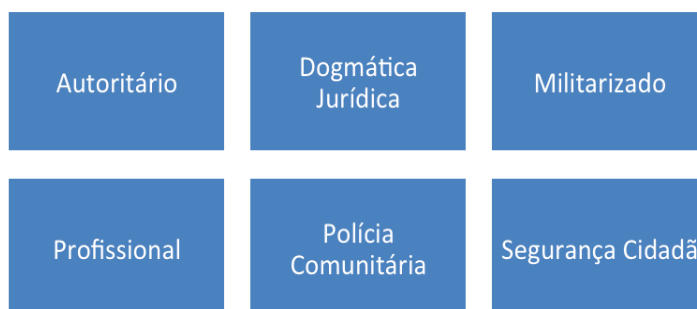 Autoritário
Dogmática
Jurídica
Militarizado
Profissional
Polícia
Comunitária
Segurança Cidadã